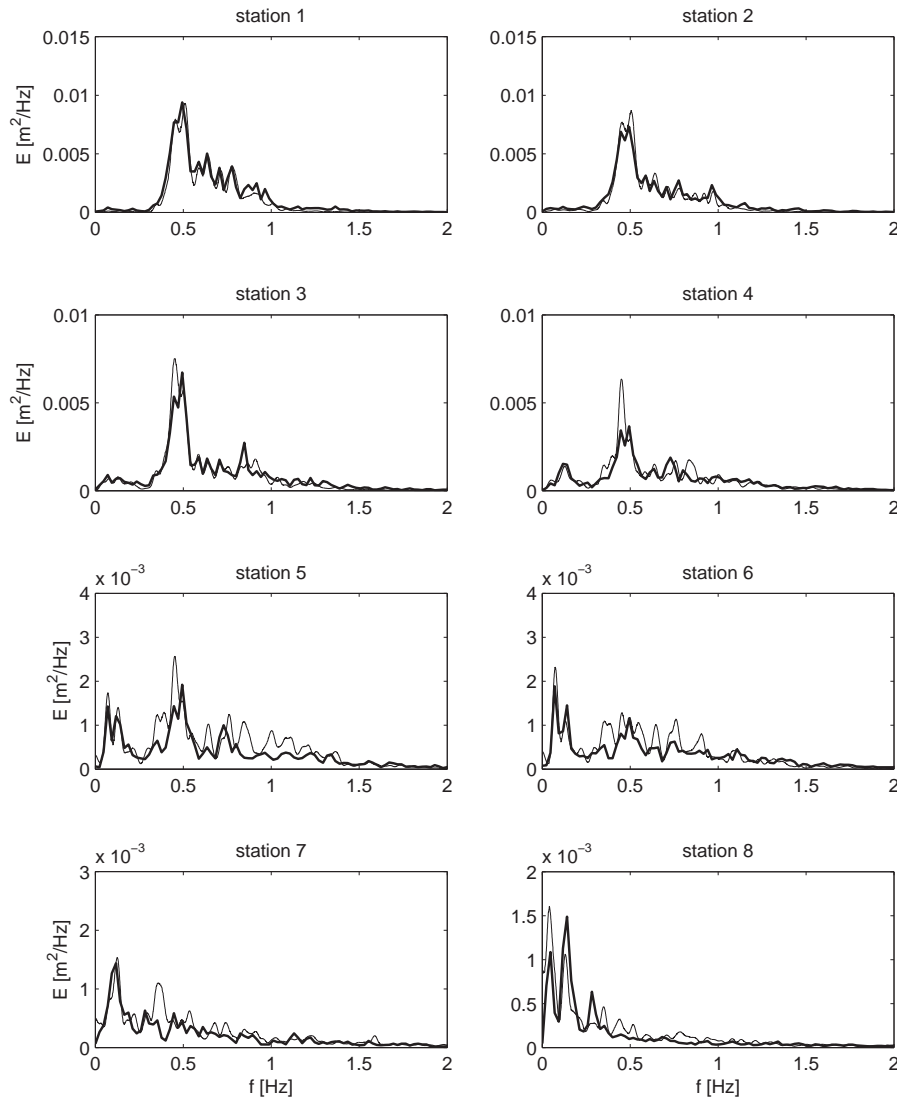 station 1
station 2
0.015
0.01
0.005
0
E [m²/Hz]
0 0.5 1 1.5 2
0.015
0.01
0.005
0
0 0.5 1 1.5 2
station 3
station 4
0.01
0.005
0
E [m²/Hz]
0 0.5 1 1.5 2
0.01
0.005
0
0 0.5 1 1.5 2
station 5
station 6
x 10⁻³
4
3
2
1
0
E [m²/Hz]
0 0.5 1 1.5 2
x 10⁻³
4
3
2
1
0
0 0.5 1 1.5 2
station 7
station 8
x 10⁻³
3
2
1
0
E [m²/Hz]
0 0.5 1 1.5 2
f [Hz]
x 10⁻³
2
1.5
1
0.5
0
0 0.5 1 1.5 2
f [Hz]